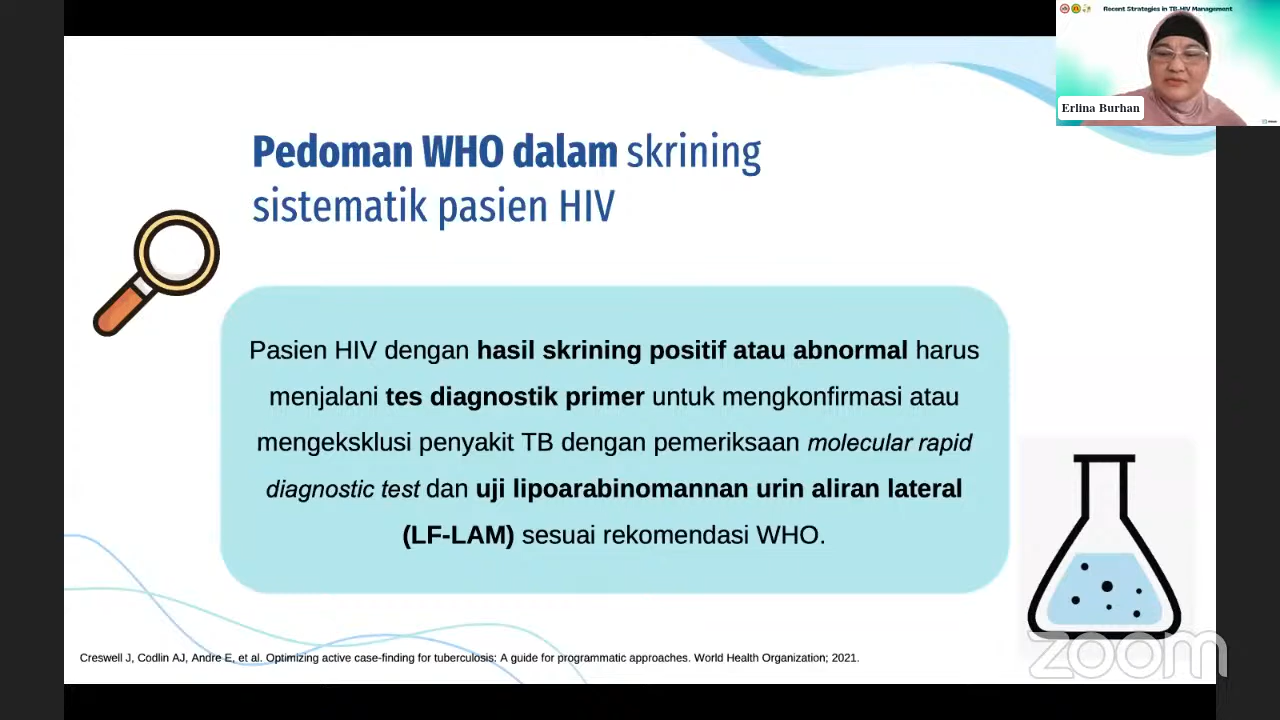 Recent Strategies in TB-HIV Management
Erlina Burhan
Pedoman WHO dalam skrining
sistematik pasien HIV
Pasien HIV dengan hasil skrining positif atau abnormal harus
menjalani tes diagnostik primer untuk mengkonfirmasi atau
mengeksklusi penyakit TB dengan pemeriksaan molecular rapid
diagnostic test dan uji lipoarabinomannan urin aliran lateral
(LF-LAM) sesuai rekomendasi WHO.
Creswell J, Codlin AJ, Andre E, et al. Optimizing active case-finding for tuberculosis: A guide for programmatic approaches. World Health Organization; 2021.
zoom